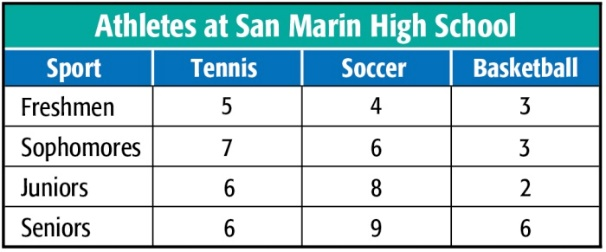 Athletes at San Marin High School
Sport Tennis Soccer Basketball
Freshmen 5 4 3
Sophomores 7 6 3
Juniors 6 8 2
Seniors 6 9 6